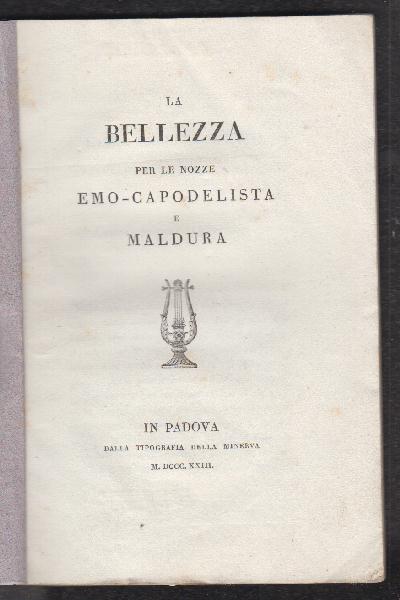 LA
BELLEZZA
PER LE NOZZE
EMO-CAPODELISTA
E
MALDURA
IN PADOVA
DALLA TIPOGRAFIA DELLA MINERVA
M. DCCC. XXIII.